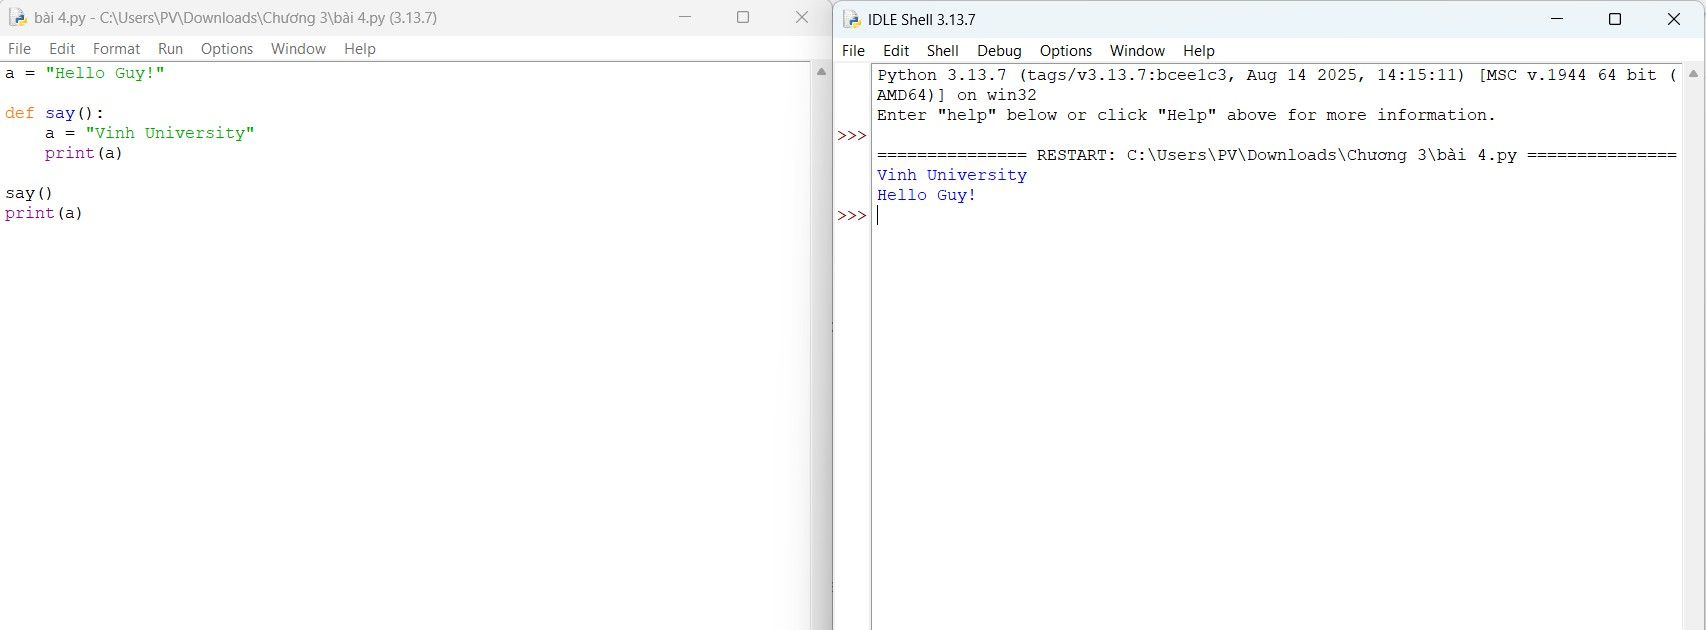 bài 4.py - C:\Users\PV\Downloads\Chương 3\bài 4.py (3.13.7)
File Edit Format Run Options Window Help
a = "Hello Guy!"
def say():
    a = "Vinh University"
    print(a)
say()
print(a)
IDLE Shell 3.13.7
File Edit Shell Debug Options Window Help
Python 3.13.7 (tags/v3.13.7:bcee1c3, Aug 14 2025, 14:15:11) [MSC v.1944 64 bit (
AMD64)] on win32
Enter "help" below or click "Help" above for more information.
>>>
=============== RESTART: C:\Users\PV\Downloads\Chương 3\bài 4.py ===============
Vinh University
Hello Guy!
>>>